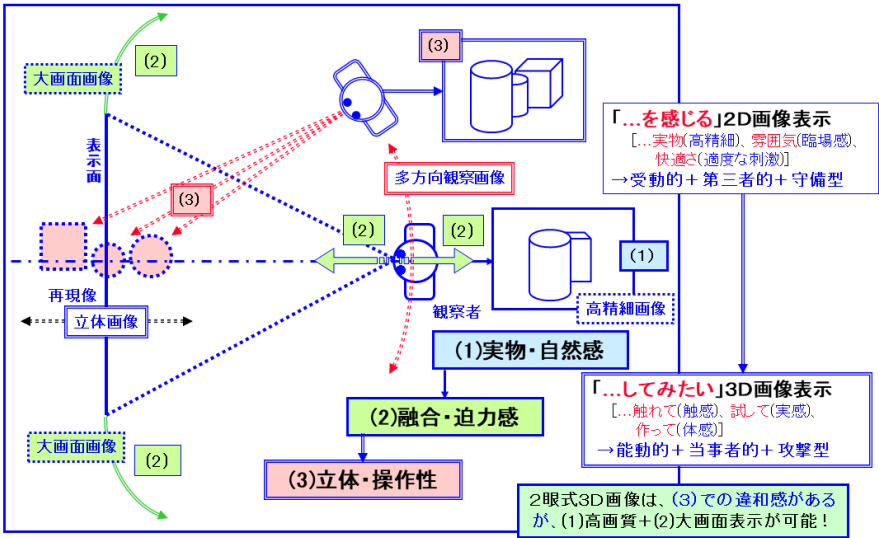 (2)
大画面画像
表示面
(3)
(3)
多方向観察画像
(2)
(2)
(1)
再現像
観察者
高精細画像
立体画像
(1)実物・自然感
(2)融合・迫力感
(3)立体・操作性
大画面画像
(2)
「…を感じる」2D画像表示
[…実物(高精細)、雰囲気(臨場感)、
快適さ(適度な刺激)]
→受動的＋第三者的＋守備型
「…してみたい」3D画像表示
[…触れて(触感)、試して(実感)、
作って(体感)]
→能動的＋当事者的＋攻撃型
2眼式3D画像は、(3)での違和感がある
が、(1)高画質＋(2)大画面表示が可能！